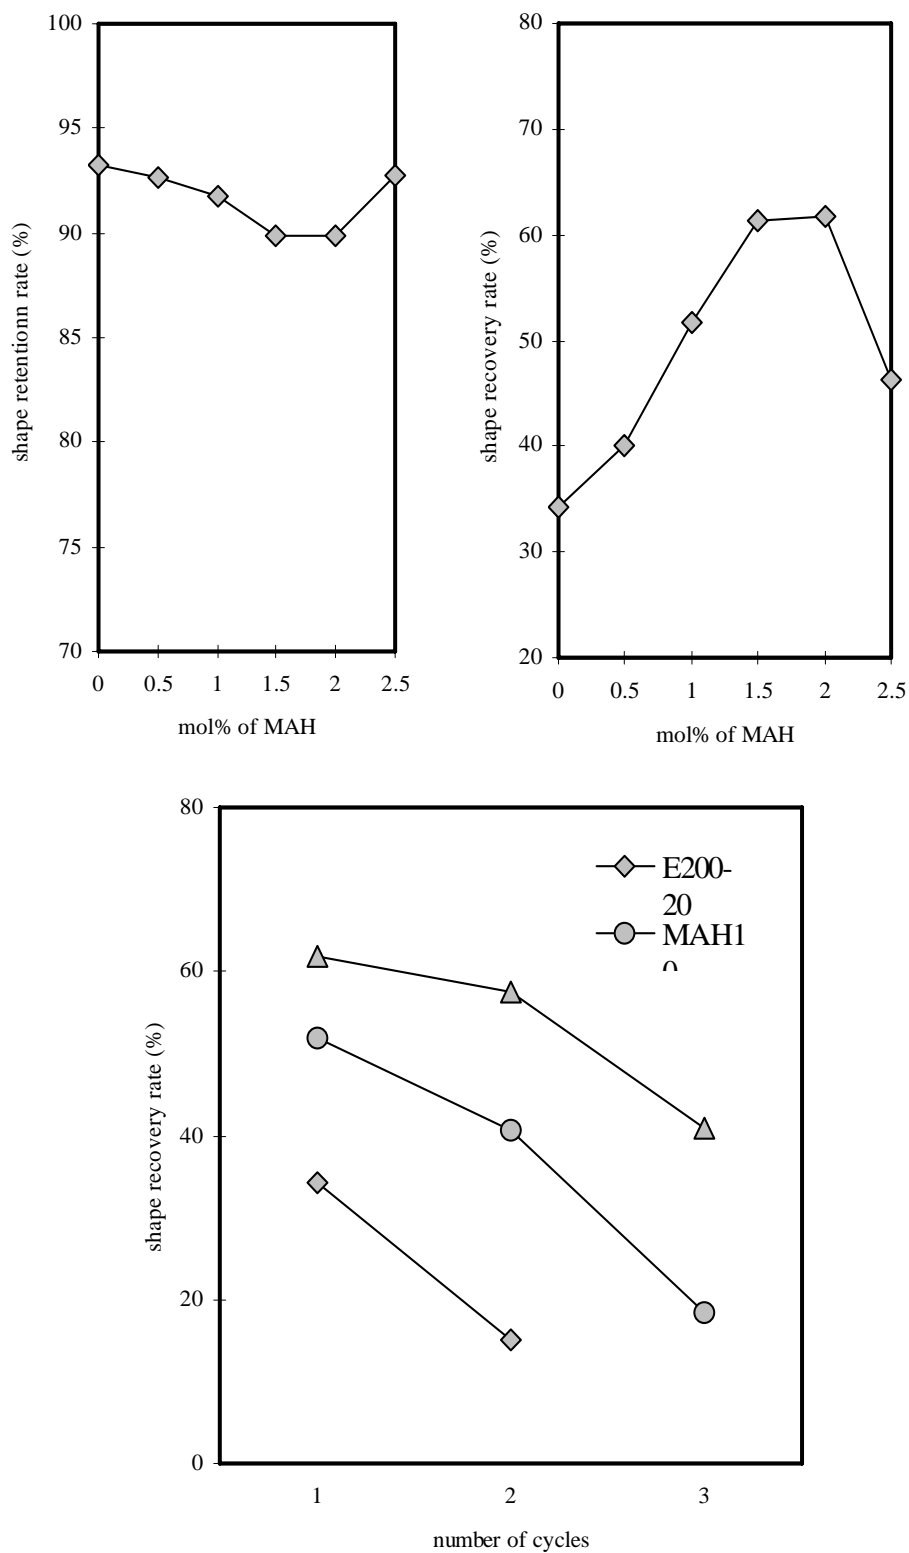 100
95
90
85
80
75
70
0 0.5 1 1.5 2 2.5
mol% of MAH
shape retentionn rate (%)
80
70
60
50
40
30
20
0 0.5 1 1.5 2 2.5
mol% of MAH
shape recovery rate (%)
80
60
40
20
0
1 2 3
number of cycles
shape recovery rate (%)
E200-
20
MAH1